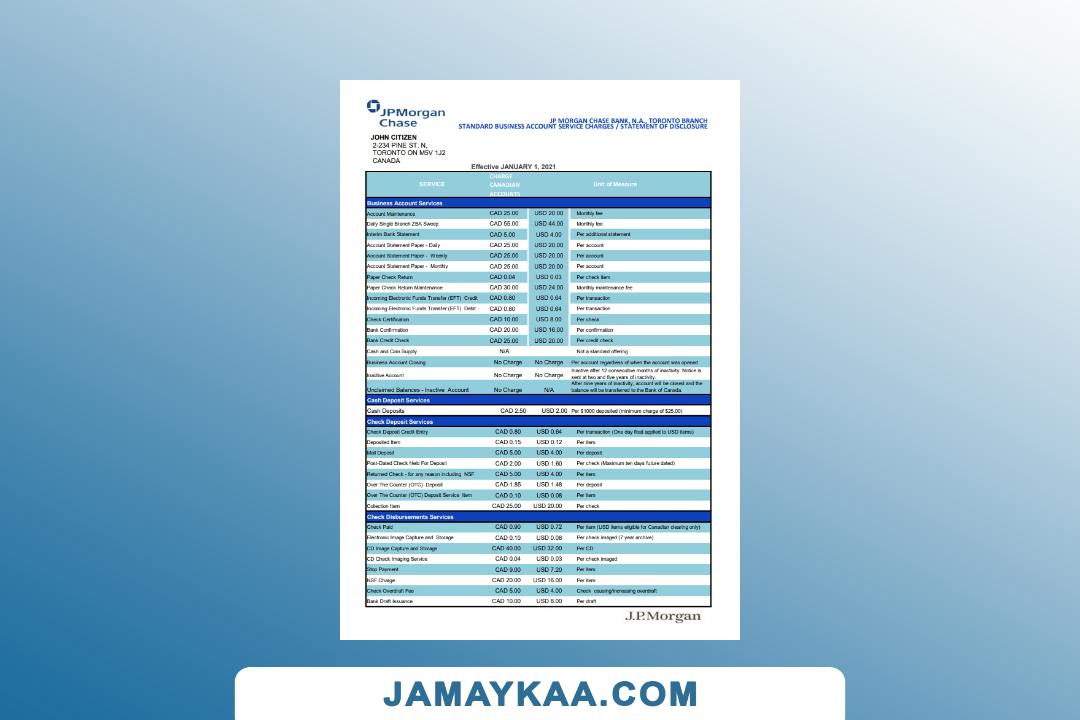 JPMorgan
Chase
JP MORGAN CHASE BANK, N.A., TORONTO BRANCH
STANDARD BUSINESS ACCOUNT SERVICE CHARGES / STATEMENT OF DISCLOSURE
JOHN CITIZEN
2-234 PINE ST. N,
TORONTO ON M5V 1J2
CANADA
Effective JANUARY 1, 2021
SERVICE CHARGE CANADIAN ACCOUNTS Unit of Measure
Business Account Services
Account Maintenance CAD 25.00 USD 20.00 Monthly fee
Daily Single Branch ZBA Sweep CAD 55.00 USD 44.00 Monthly fee
Interim Bank Statement CAD 5.00 USD 4.00 Per additional statement
Account Statement Paper - Daily CAD 25.00 USD 20.00 Per account
Account Statement Paper - Weekly CAD 25.00 USD 20.00 Per account
Account Statement Paper - Monthly CAD 25.00 USD 20.00 Per account
Paper Check Return CAD 0.04 USD 0.03 Per check item
Paper Check Return Maintenance CAD 30.00 USD 24.00 Monthly maintenance fee
Incoming Electronic Funds Transfer (EFT) Credit CAD 0.80 USD 0.64 Per transaction
Incoming Electronic Funds Transfer (EFT) Debit CAD 0.80 USD 0.64 Per transaction
Check Certification CAD 10.00 USD 8.00 Per check
Bank Confirmation CAD 20.00 USD 16.00 Per confirmation
Bank Credit Check CAD 25.00 USD 20.00 Per credit check
Cash and Coin Supply N/A Not a standard offering
Business Account Closing No Charge No Charge Per account regardless of when the account was opened
Inactive Account No Charge No Charge Inactive after 12 consecutive months of inactivity. Notice is
sent at two and five years of inactivity.
Unclaimed Balances - Inactive Account No Charge N/A After nine years of inactivity, account will be closed and the
balance will be transferred to the Bank of Canada.
Cash Deposit Services
Cash Deposits CAD 2.50 USD 2.00 Per $1000 deposited (minimum charge of $25.00)
Check Deposit Services
Check Deposit Credit Entry CAD 0.80 USD 0.64 Per transaction (One day float applied to USD items)
Deposited Item CAD 0.15 USD 0.12 Per item
Mail Deposit CAD 5.00 USD 4.00 Per deposit
Post-Dated Check Held For Deposit CAD 2.00 USD 1.60 Per check (Maximum ten days future dated)
Returned Check - for any reason including NSF CAD 5.00 USD 4.00 Per item
Over The Counter (OTC) Deposit CAD 1.85 USD 1.48 Per deposit
Over The Counter (OTC) Deposit Service Item CAD 0.10 USD 0.08 Per item
Collection Item CAD 25.00 USD 20.00 Per check
Check Disbursements Services
Check Paid CAD 0.90 USD 0.72 Per item (USD items eligible for Canadian clearing only)
Electronic Image Capture and Storage CAD 0.10 USD 0.08 Per check imaged (7 year archive)
CD Image Capture and Storage CAD 40.00 USD 32.00 Per CD
CD Check Imaging Service CAD 0.04 USD 0.03 Per check imaged
Stop Payment CAD 9.00 USD 7.20 Per item
NSF Charge CAD 20.00 USD 16.00 Per item
Check Overdraft Fee CAD 5.00 USD 4.00 Check causing/increasing overdraft
Bank Draft Issuance CAD 10.00 USD 8.00 Per draft
J.P.Morgan
JAMAYKAA.COM